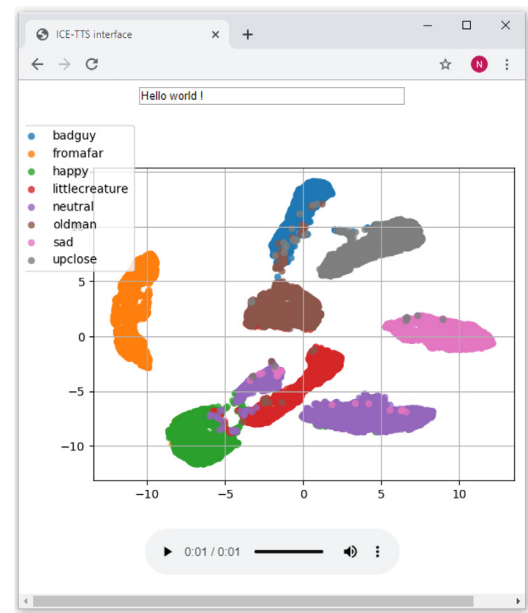 ICE-TTS interface
N
Hello world !
badguy
fromafar
happy
littlecreature
neutral
oldman
sad
upclose
5
0
−5
−10
−10 −5 0 5 10
0:01 / 0:01